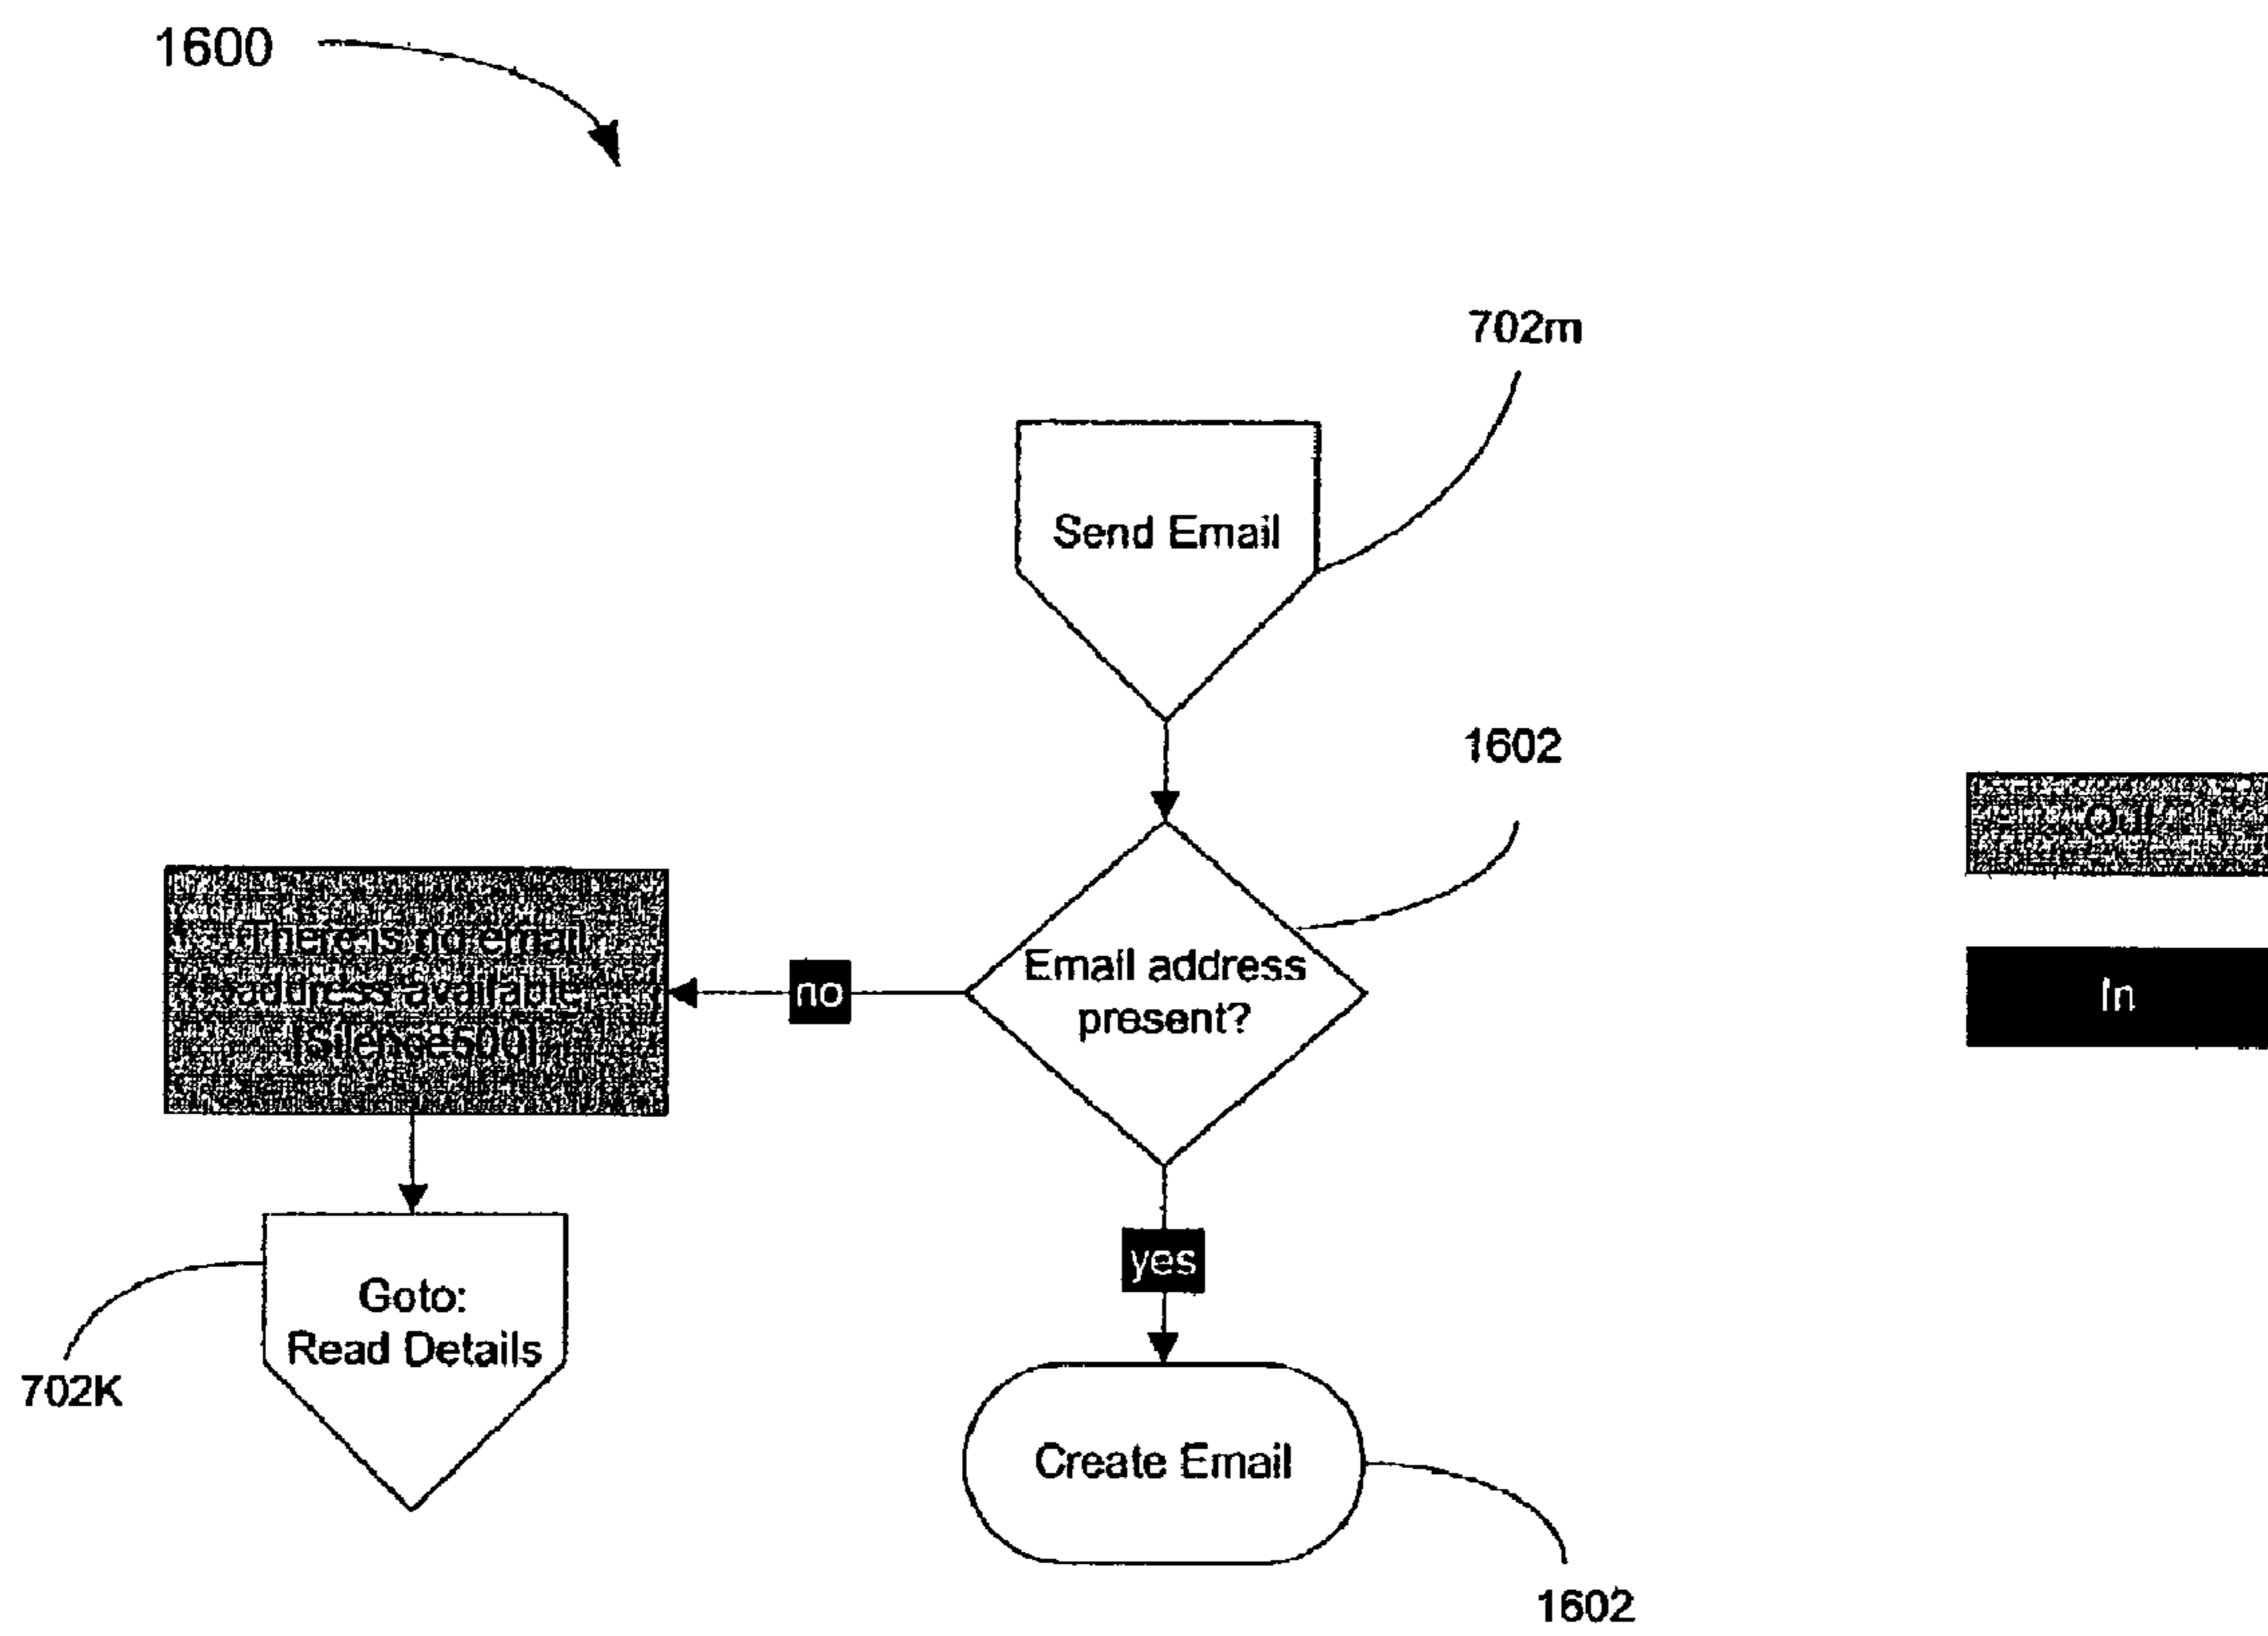 1600
702m
Send Email
1602
Out
There is no email
address available
[Silence500]
no
Email address
present?
In
yes
Goto:
Read Details
702K
Create Email
1602